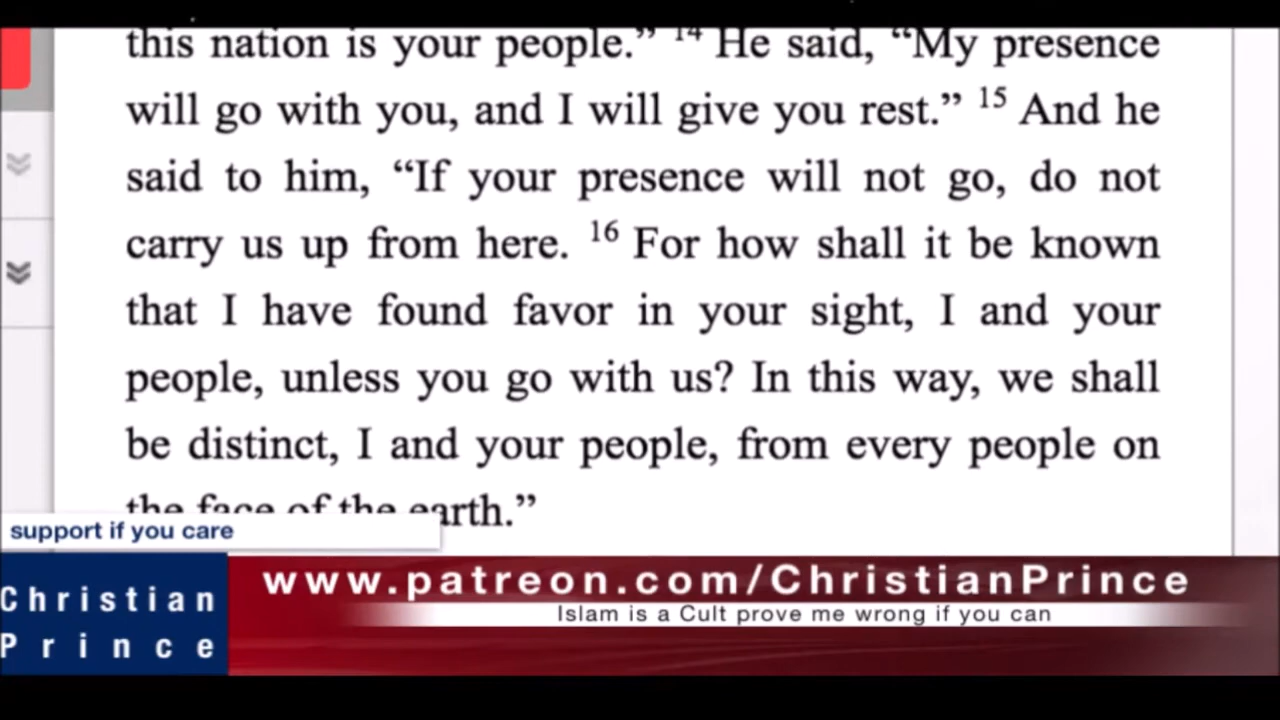 this nation is your people.” 14 He said, “My presence
will go with you, and I will give you rest.” 15 And he
said to him, “If your presence will not go, do not
carry us up from here. 16 For how shall it be known
that I have found favor in your sight, I and your
people, unless you go with us? In this way, we shall
be distinct, I and your people, from every people on
the face of the earth.”
support if you care
Christian
Prince
www.patreon.com/ChristianPrince
Islam is a Cult prove me wrong if you can